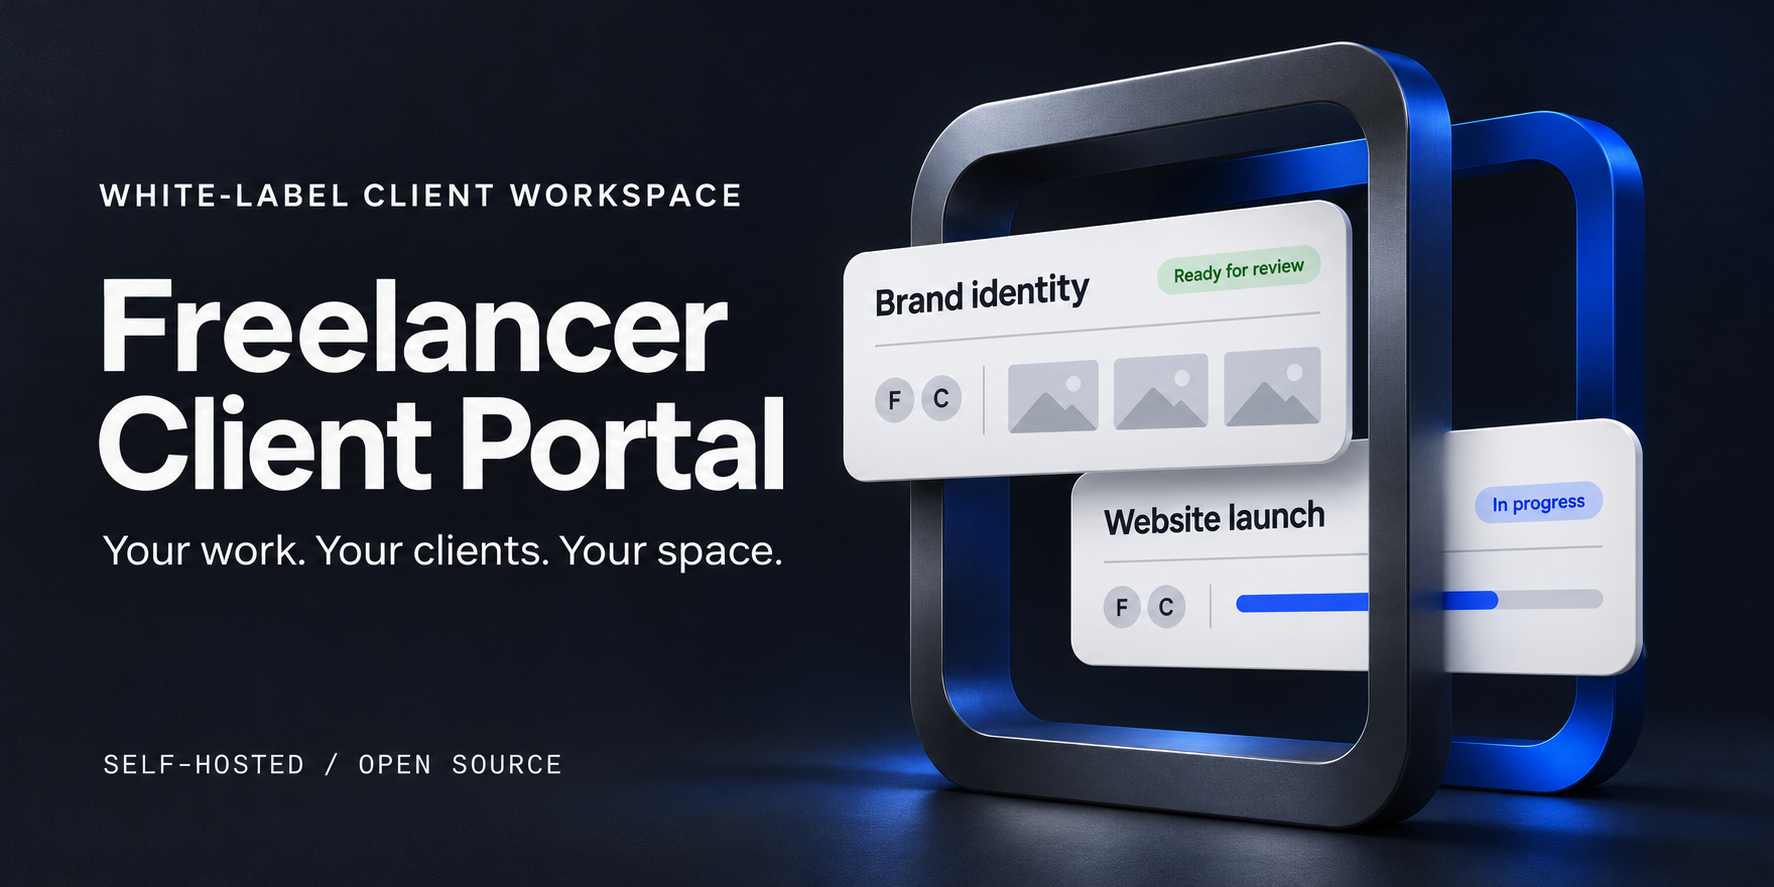 WHITE-LABEL CLIENT WORKSPACE
Freelancer
Client Portal
Your work. Your clients. Your space.
SELF-HOSTED / OPEN SOURCE
Brand identity
Ready for review
F C
Website launch
In progress
F C